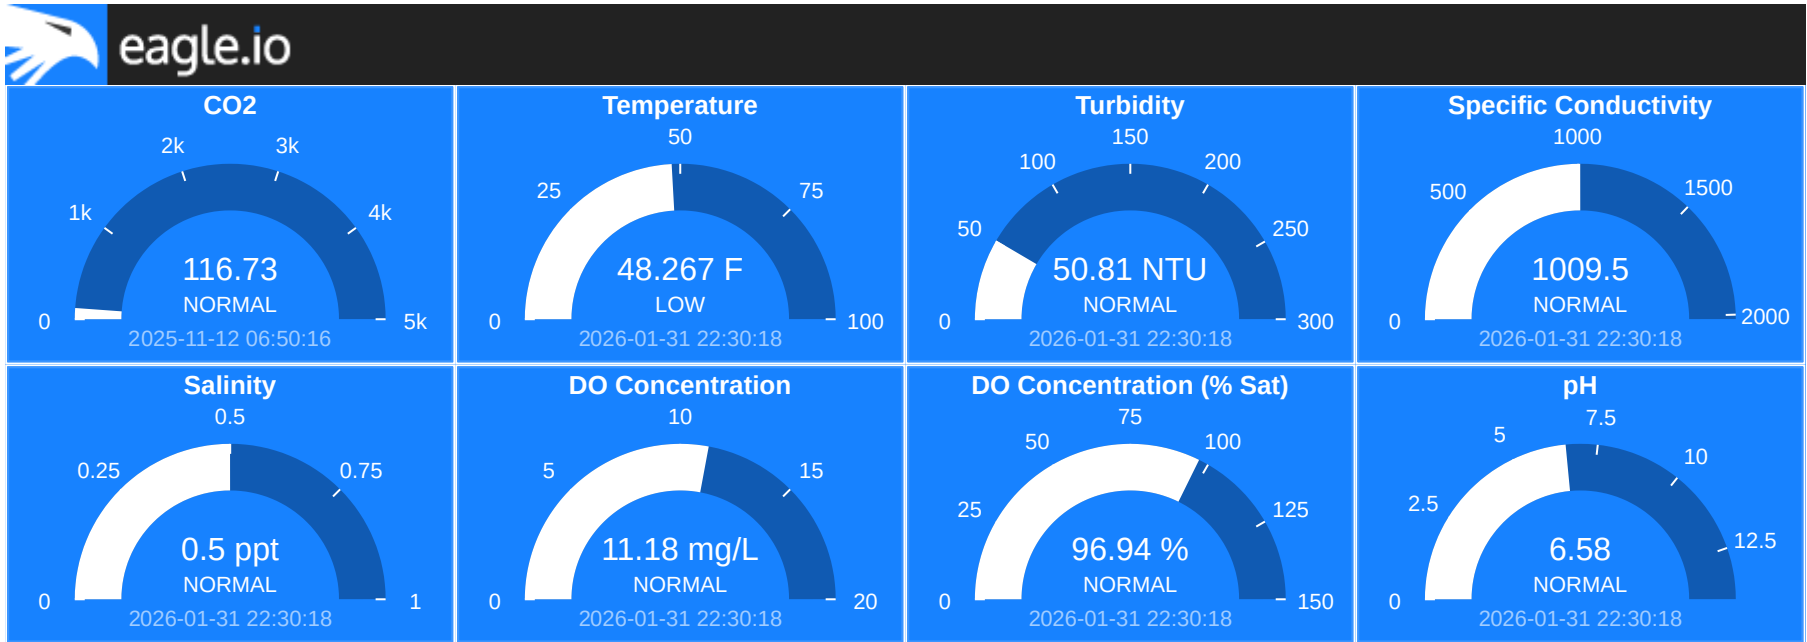 eagle.io
CO2
0
1k
2k
3k
4k
5k
116.73
NORMAL
2025-11-12 06:50:16
Temperature
0
25
50
75
100
48.267 F
LOW
2026-01-31 22:30:18
Turbidity
0
50
100
150
200
250
300
50.81 NTU
NORMAL
2026-01-31 22:30:18
Specific Conductivity
0
500
1000
1500
2000
1009.5
NORMAL
2026-01-31 22:30:18
Salinity
0
0.25
0.5
0.75
1
0.5 ppt
NORMAL
2026-01-31 22:30:18
DO Concentration
0
5
10
15
20
11.18 mg/L
NORMAL
2026-01-31 22:30:18
DO Concentration (% Sat)
0
25
50
75
100
125
150
96.94 %
NORMAL
2026-01-31 22:30:18
pH
0
2.5
5
7.5
10
12.5
6.58
NORMAL
2026-01-31 22:30:18